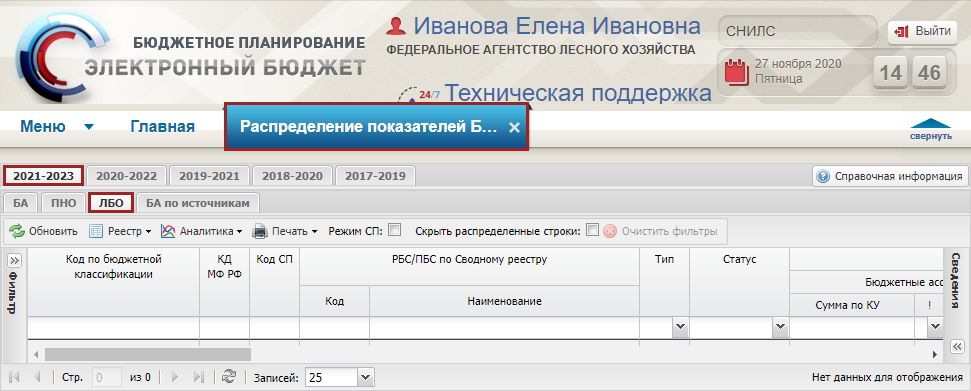 БЮДЖЕТНОЕ ПЛАНИРОВАНИЕ
ЭЛЕКТРОННЫЙ БЮДЖЕТ
Иванова Елена Ивановна
ФЕДЕРАЛЬНОЕ АГЕНТСТВО ЛЕСНОГО ХОЗЯЙСТВА
24/7 Техническая поддержка
СНИЛС
Выйти
27 ноября 2020
Пятница
14 46
Меню Главная Распределение показателей Б... ×
свернуть
2021-2023 2020-2022 2019-2021 2018-2020 2017-2019
Справочная информация
БА ПНО ЛБО БА по источникам
Обновить Реестр Аналитика Печать Режим СП: Скрыть распределенные строки: Очистить фильтры
Фильтр
Код по бюджетной классификации
КД МФ РФ
Код СП
РБС/ПБС по Сводному реестру
Код Наименование
Тип
Статус
Бюджетные асс
Сумма по КУ !
Сведения
Стр. 0 из 0 Записей: 25
Нет данных для отображения